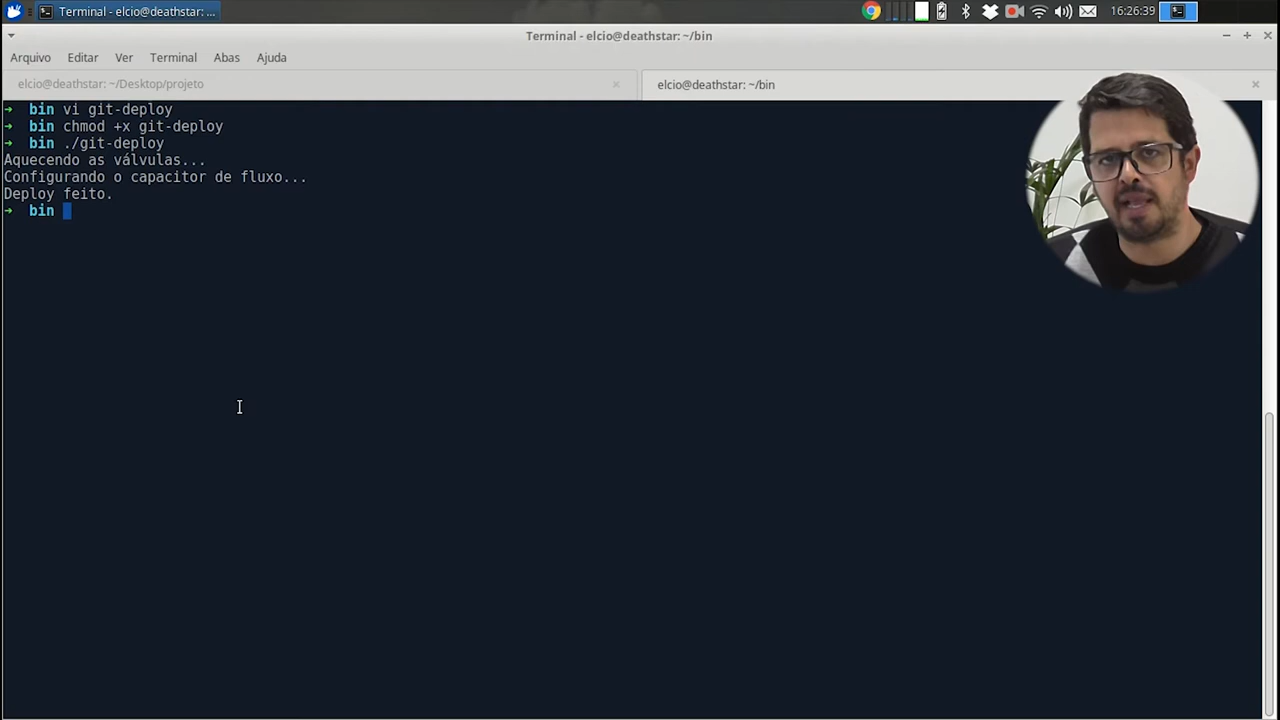 Terminal - elcio@deathstar: ...
16:26:39
Terminal - elcio@deathstar: ~/bin
Arquivo Editar Ver Terminal Abas Ajuda
elcio@deathstar: ~/Desktop/projeto
elcio@deathstar: ~/bin
➜ bin vi git-deploy
➜ bin chmod +x git-deploy
➜ bin ./git-deploy
Aquecendo as válvulas...
Configurando o capacitor de fluxo...
Deploy feito.
➜ bin